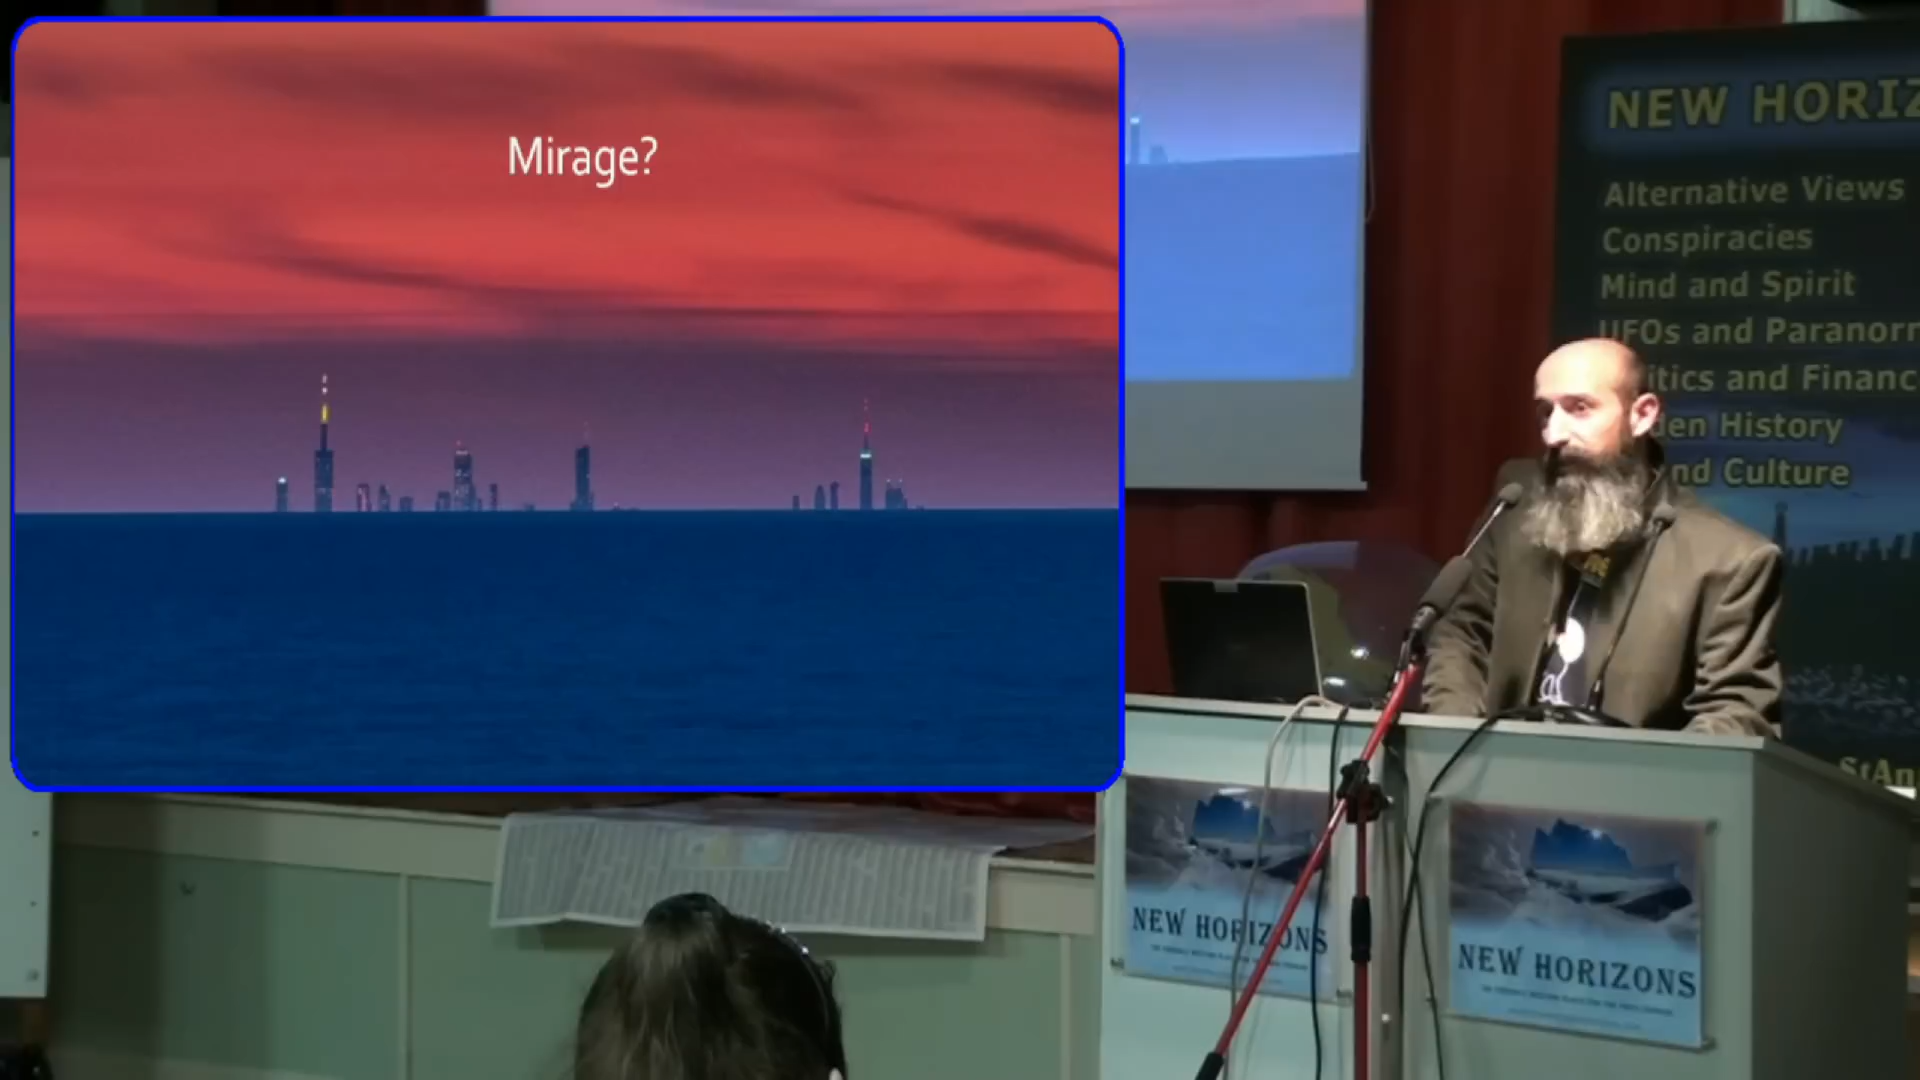 Mirage?
NEW HORIZ
Alternative Views
Conspiracies
Mind and Spirit
UFOs and Paranorm
itics and Financ
den History
nd Culture
StAn
NEW HORIZONS
NEW HORIZONS